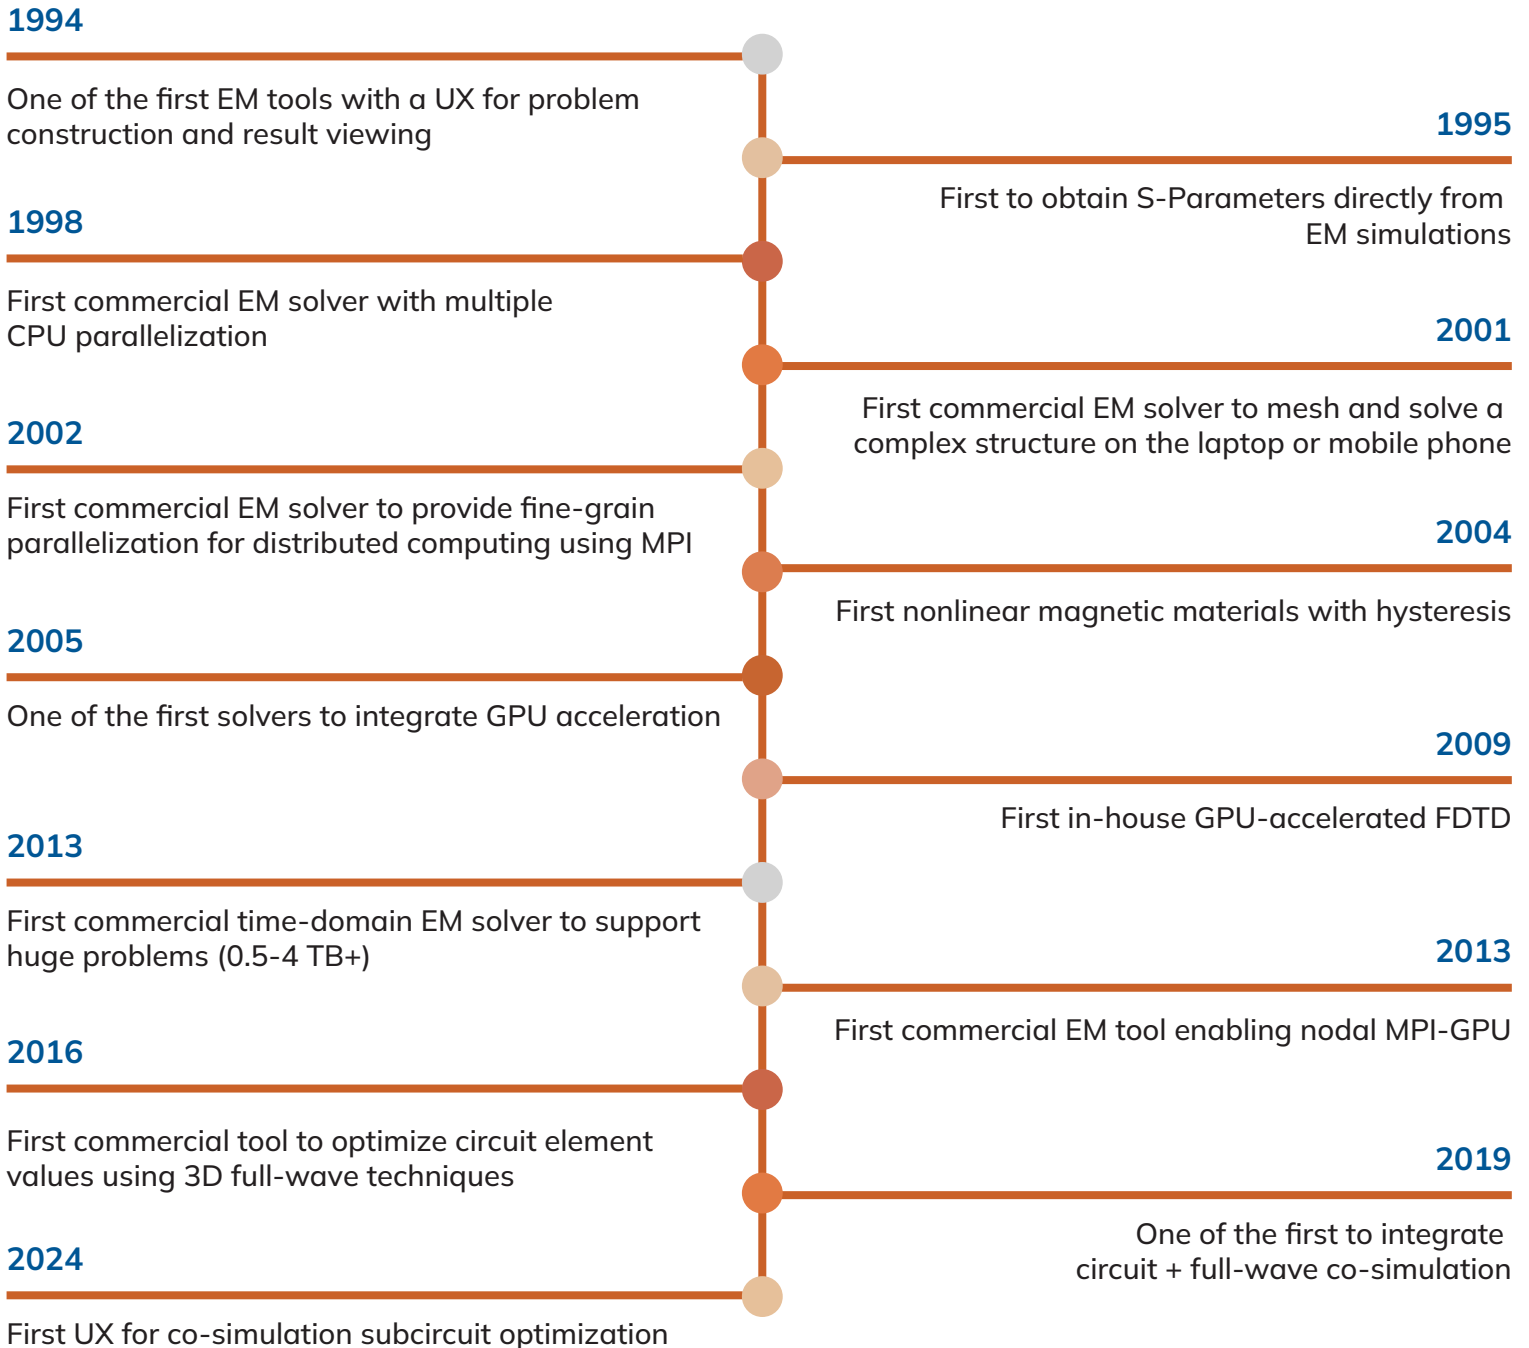 1994
One of the first EM tools with a UX for problem
construction and result viewing
1995
First to obtain S-Parameters directly from
EM simulations
1998
First commercial EM solver with multiple
CPU parallelization
2001
First commercial EM solver to mesh and solve a
complex structure on the laptop or mobile phone
2002
First commercial EM solver to provide fine-grain
parallelization for distributed computing using MPI
2004
First nonlinear magnetic materials with hysteresis
2005
One of the first solvers to integrate GPU acceleration
2009
First in-house GPU-accelerated FDTD
2013
First commercial time-domain EM solver to support
huge problems (0.5-4 TB+)
2013
First commercial EM tool enabling nodal MPI-GPU
2016
First commercial tool to optimize circuit element
values using 3D full-wave techniques
2019
One of the first to integrate
circuit + full-wave co-simulation
2024
First UX for co-simulation subcircuit optimization